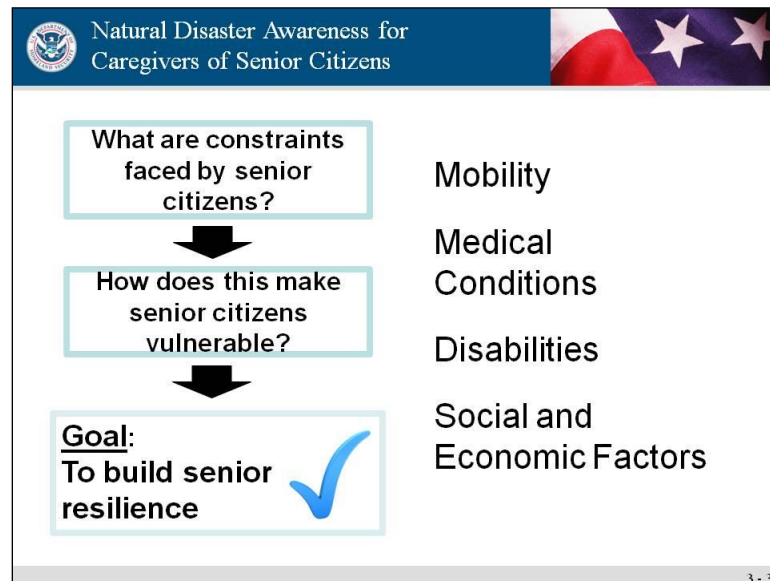 Natural Disaster Awareness for
Caregivers of Senior Citizens
What are constraints
faced by senior
citizens?
How does this make
senior citizens
vulnerable?
Goal:
To build senior
resilience
Mobility
Medical
Conditions
Disabilities
Social and
Economic Factors